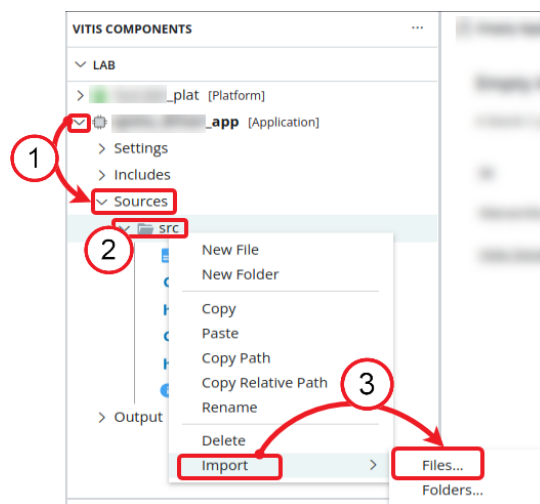 VITIS COMPONENTS
LAB
_plat [Platform]
_app [Application]
1
Settings
Includes
Sources
2
src
New File
New Folder
Copy
Paste
Copy Path
3
Copy Relative Path
Rename
Output
Delete
Import
Files...
Folders...